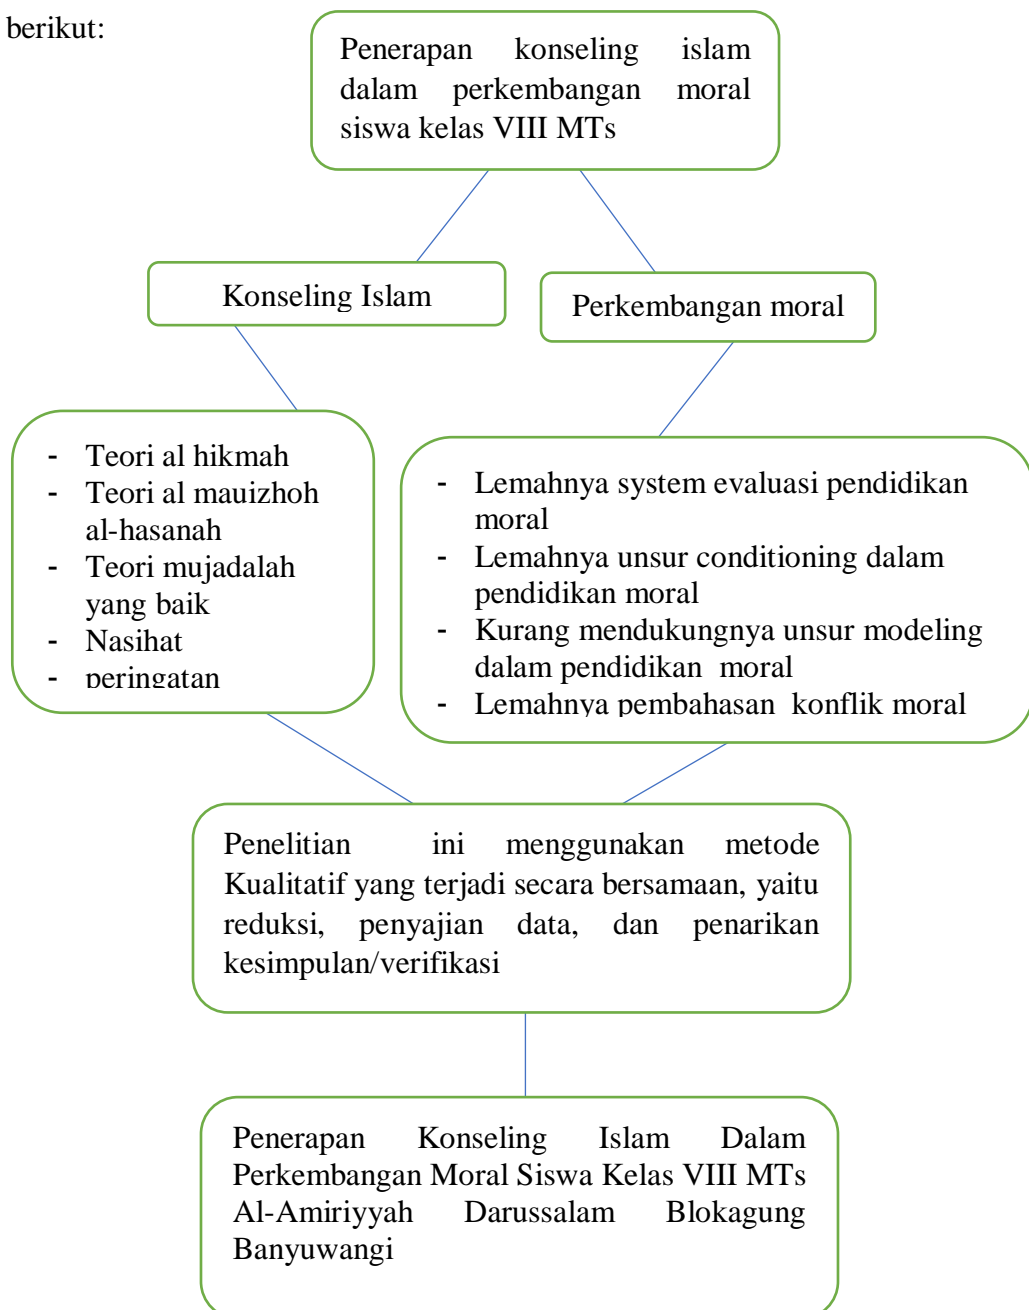 berikut:
Penerapan konseling islam
dalam perkembangan moral
siswa kelas VIII MTs
Konseling Islam
Perkembangan moral
- Teori al hikmah
- Teori al mauizhoh
al-hasanah
- Teori mujadalah
yang baik
- Nasihat
- peringatan
- Lemahnya system evaluasi pendidikan
moral
- Lemahnya unsur conditioning dalam
pendidikan moral
- Kurang mendukungnya unsur modeling
dalam pendidikan moral
- Lemahnya pembahasan konflik moral
Penelitian ini menggunakan metode
Kualitatif yang terjadi secara bersamaan, yaitu
reduksi, penyajian data, dan penarikan
kesimpulan/verifikasi
Penerapan Konseling Islam Dalam
Perkembangan Moral Siswa Kelas VIII MTs
Al-Amiriyyah Darussalam Blokagung
Banyuwangi